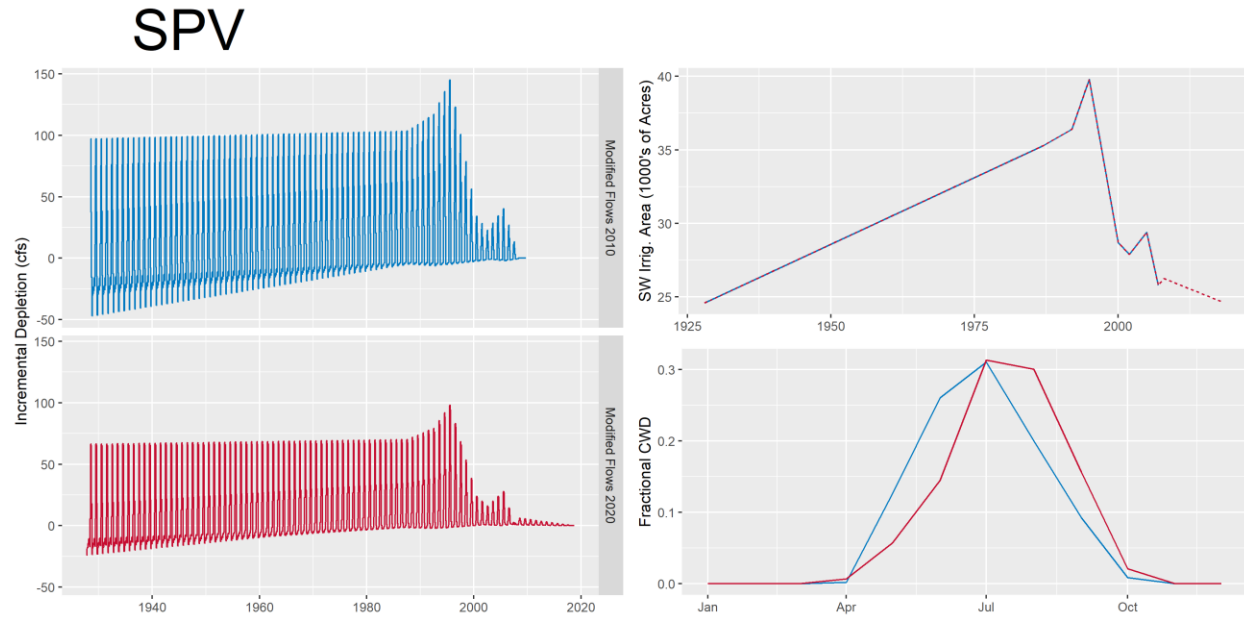 SPV
Incremental Depletion (cfs)
150
100
50
0
-50
Modified Flows 2010
150
100
50
0
-50
Modified Flows 2020
1940
1960
1980
2000
2020
SW Irrig. Area (1000's of Acres)
40
35
30
25
1925
1950
1975
2000
Fractional CWD
0.3
0.2
0.1
0.0
Jan
Apr
Jul
Oct